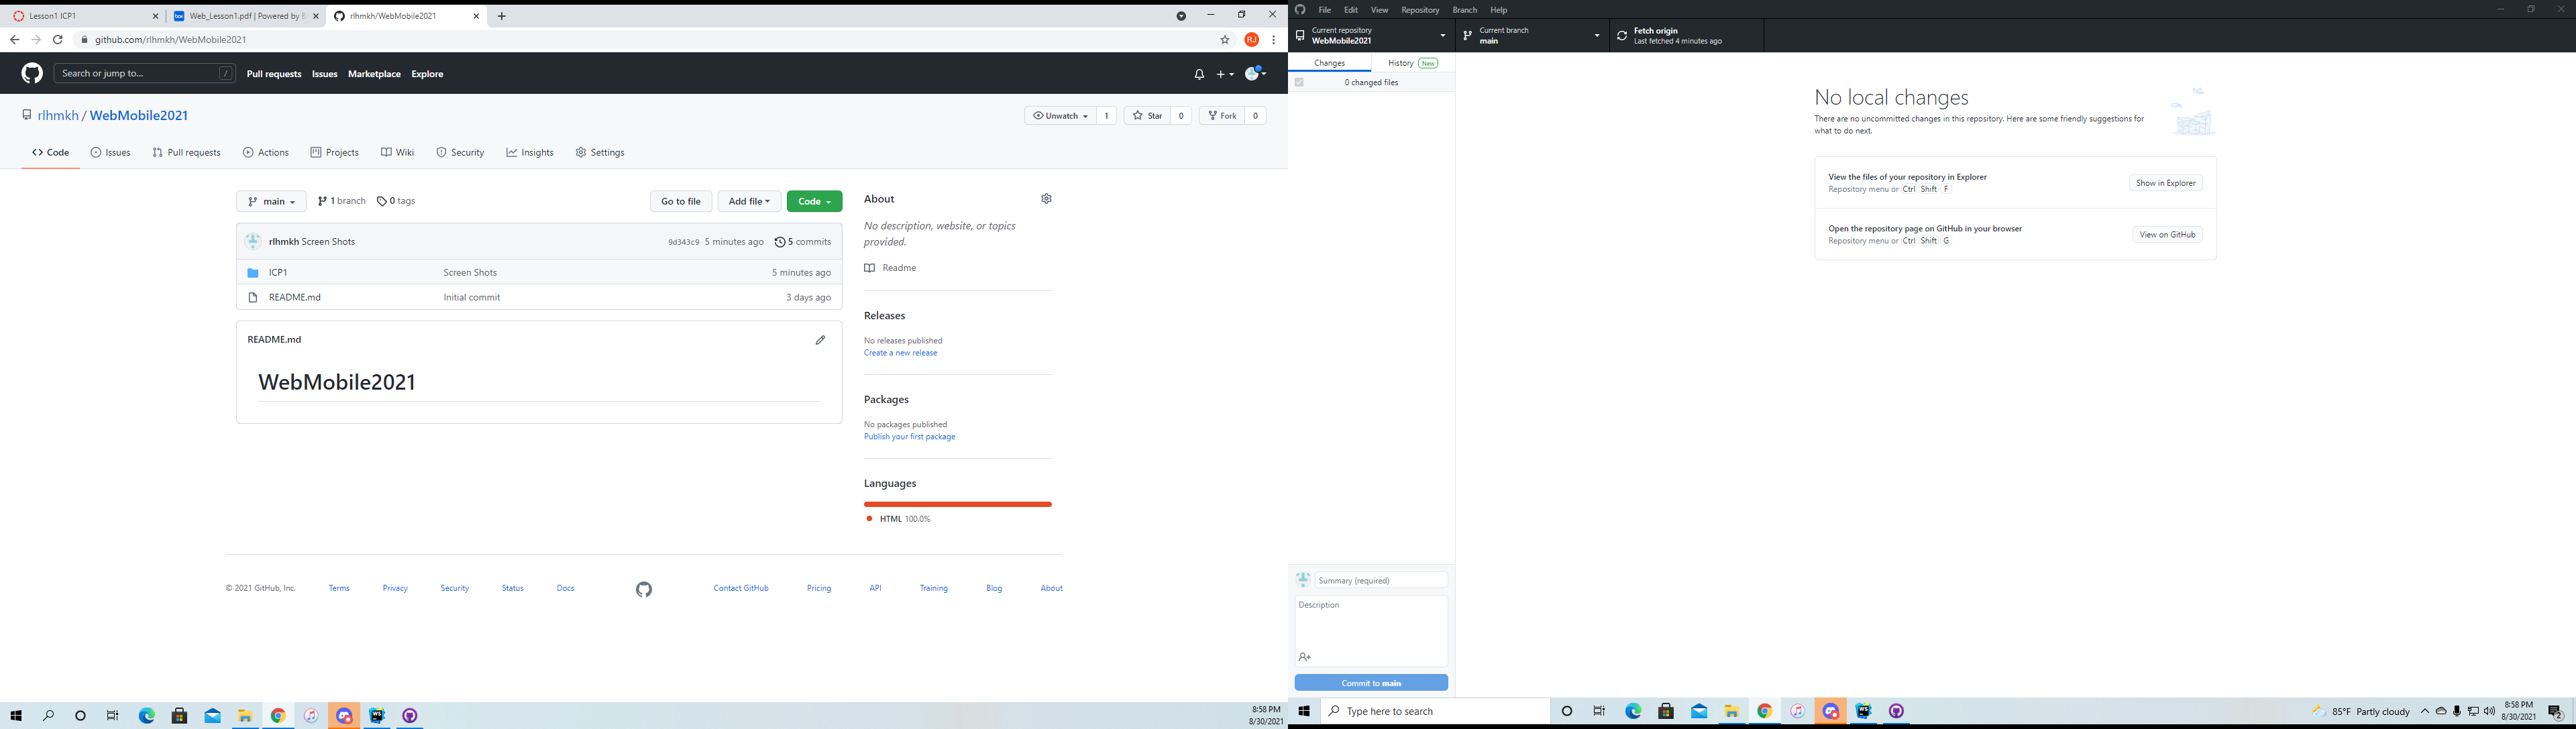 Lesson1 ICP1
Web_Lesson1.pdf | Powered by B
rlhmkh/WebMobile2021
github.com/rlhmkh/WebMobile2021
RJ
Search or jump to...
/
Pull requests
Issues
Marketplace
Explore
rlhmkh / WebMobile2021
Unwatch
1
Star
0
Fork
0
Code
Issues
Pull requests
Actions
Projects
Wiki
Security
Insights
Settings
main
1 branch
0 tags
Go to file
Add file
Code
rlhmkh Screen Shots
9d343c9 5 minutes ago
5 commits
ICP1
Screen Shots
5 minutes ago
README.md
Initial commit
3 days ago
README.md
WebMobile2021
About
No description, website, or topics
provided.
Readme
Releases
No releases published
Create a new release
Packages
No packages published
Publish your first package
Languages
HTML 100.0%
© 2021 GitHub, Inc.
Terms
Privacy
Security
Status
Docs
Contact GitHub
Pricing
API
Training
Blog
About
8:58 PM
8/30/2021
File
Edit
View
Repository
Branch
Help
Current repository
WebMobile2021
Current branch
main
Fetch origin
Last fetched 4 minutes ago
Changes
History
New
0 changed files
No local changes
There are no uncommitted changes in this repository. Here are some friendly suggestions for
what to do next.
View the files of your repository in Explorer
Repository menu or Ctrl Shift F
Show in Explorer
Open the repository page on GitHub in your browser
Repository menu or Ctrl Shift G
View on GitHub
Summary (required)
Description
Commit to main
Type here to search
85°F Partly cloudy
8:58 PM
8/30/2021
2